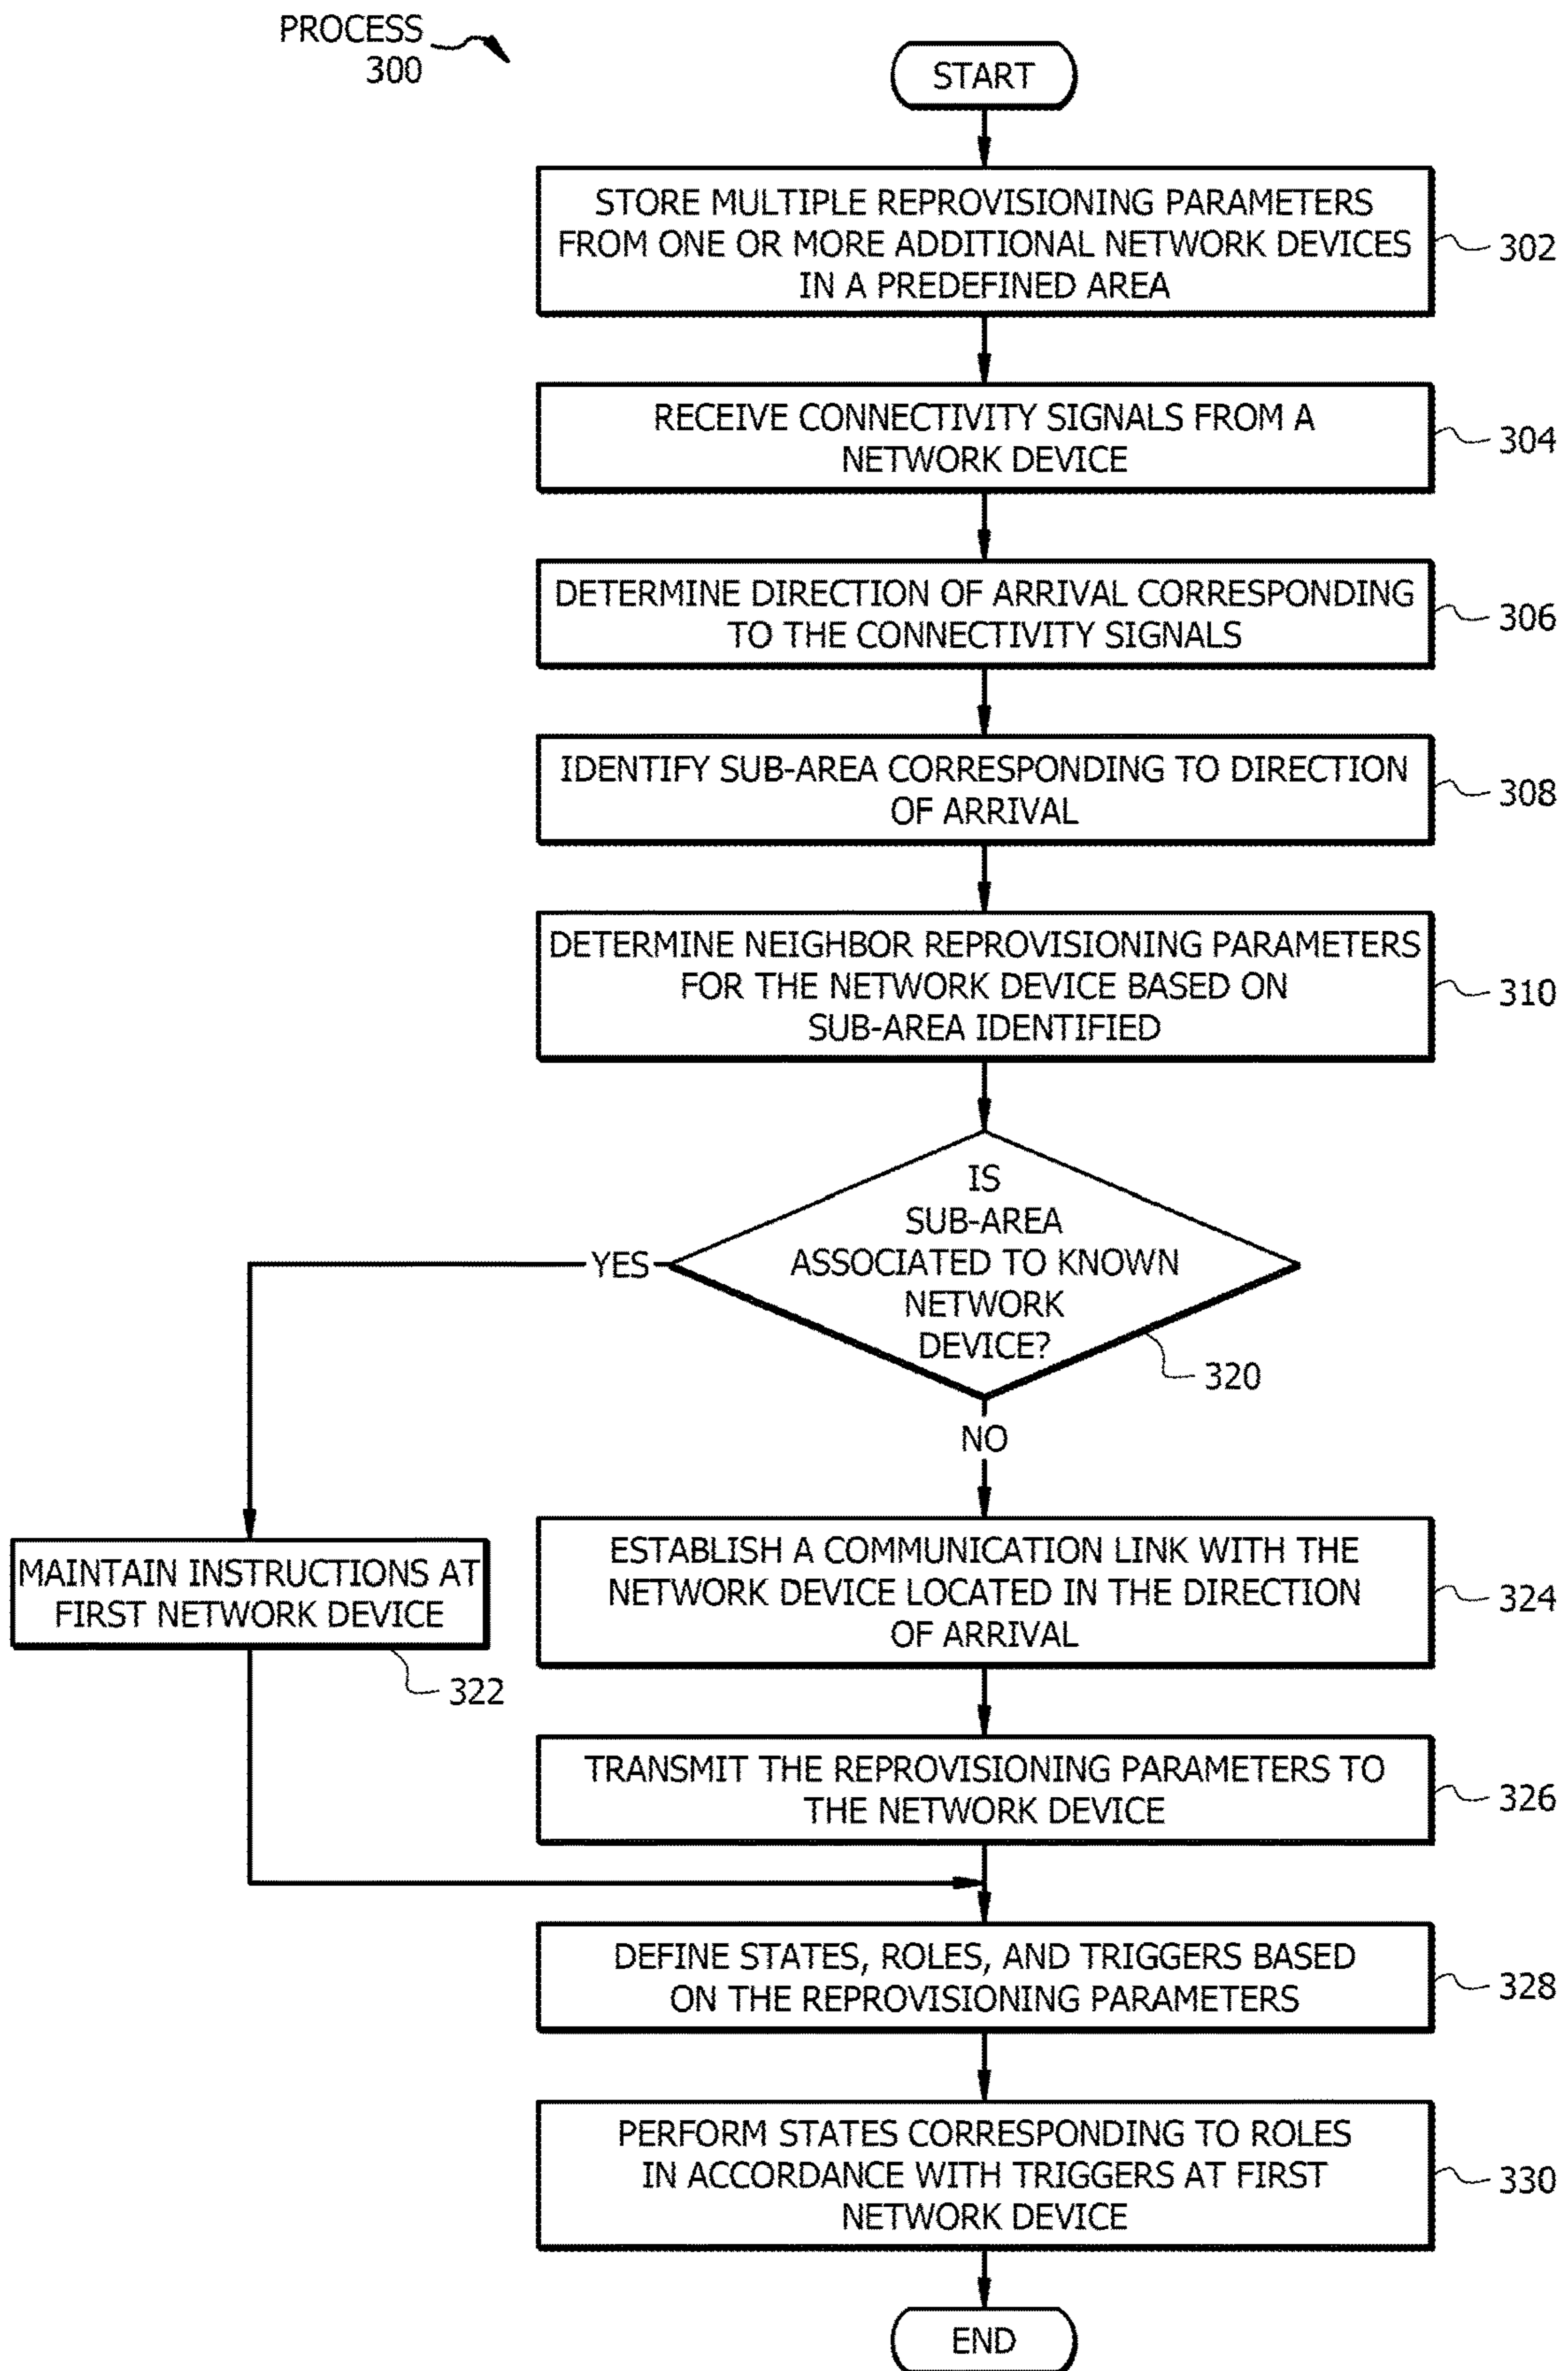 PROCESS
300
START
STORE MULTIPLE REPROVISIONING PARAMETERS
FROM ONE OR MORE ADDITIONAL NETWORK DEVICES
IN A PREDEFINED AREA
302
RECEIVE CONNECTIVITY SIGNALS FROM A
NETWORK DEVICE
304
DETERMINE DIRECTION OF ARRIVAL CORRESPONDING
TO THE CONNECTIVITY SIGNALS
306
IDENTIFY SUB-AREA CORRESPONDING TO DIRECTION
OF ARRIVAL
308
DETERMINE NEIGHBOR REPROVISIONING PARAMETERS
FOR THE NETWORK DEVICE BASED ON
SUB-AREA IDENTIFIED
310
IS
SUB-AREA
ASSOCIATED TO KNOWN
NETWORK
DEVICE?
320
YES
NO
MAINTAIN INSTRUCTIONS AT
FIRST NETWORK DEVICE
322
ESTABLISH A COMMUNICATION LINK WITH THE
NETWORK DEVICE LOCATED IN THE DIRECTION
OF ARRIVAL
324
TRANSMIT THE REPROVISIONING PARAMETERS TO
THE NETWORK DEVICE
326
DEFINE STATES, ROLES, AND TRIGGERS BASED
ON THE REPROVISIONING PARAMETERS
328
PERFORM STATES CORRESPONDING TO ROLES
IN ACCORDANCE WITH TRIGGERS AT FIRST
NETWORK DEVICE
330
END